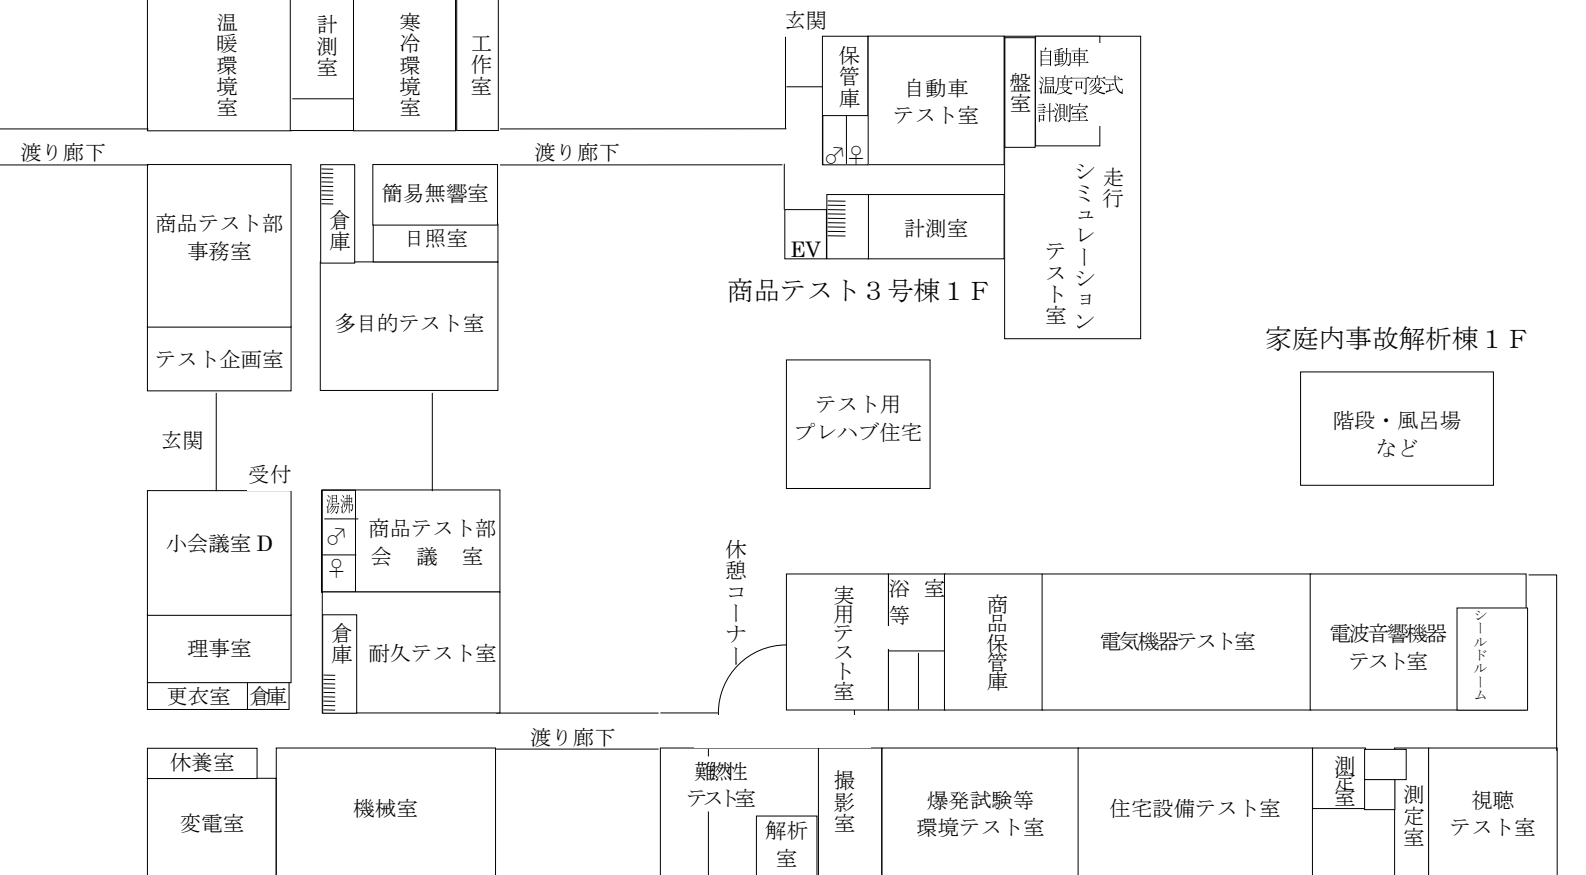 温暖環境室
計測室
寒冷環境室
工作室
玄関
保管庫
♂
♀
自動車
テスト室
盤室
自動車
温度可変式
計測室
走行
シミュレーション
テスト室
渡り廊下
渡り廊下
商品テスト部
事務室
倉庫
簡易無響室
日照室
計測室
EV
商品テスト３号棟１Ｆ
多目的テスト室
テスト企画室
家庭内事故解析棟１Ｆ
テスト用
プレハブ住宅
階段・風呂場
など
玄関
受付
小会議室 D
湯沸
♂
♀
商品テスト部
会　議　室
理事室
更衣室
倉庫
倉庫
耐久テスト室
休憩コーナー
実用テスト室
浴　室
等
商品保管庫
電気機器テスト室
電波音響機器
テスト室
シールドルーム
渡り廊下
休養室
変電室
機械室
難燃性
テスト室
解析
室
撮影室
爆発試験等
環境テスト室
住宅設備テスト室
測定室
測定室
視聴
テスト室